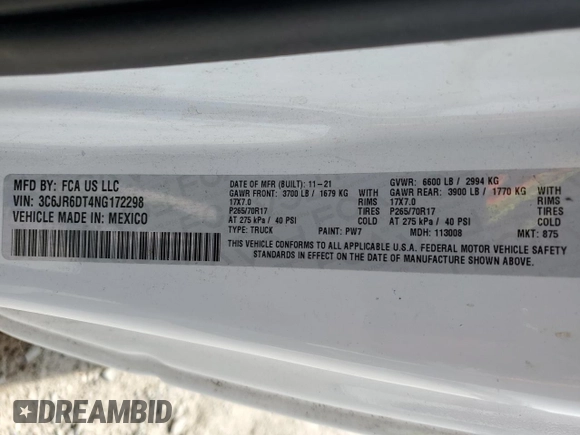 MFD BY: FCA US LLC
VIN: 3C6JR6DT4NG172298
VEHICLE MADE IN: MEXICO
DATE OF MFR (BUILT): 11-21 GVWR: 6600 LB / 2994 KG
GAWR FRONT: 3700 LB / 1679 KG WITH GAWR REAR: 3900 LB / 1770 KG WITH
17X7.0 RIMS 17X7.0 RIMS
P265/70R17 TIRES P265/70R17 TIRES
AT 275 kPa / 40 PSI COLD AT 275 kPa / 40 PSI COLD
TYPE: TRUCK PAINT: PW7 MDH: 113008 MKT: 875
THIS VEHICLE CONFORMS TO ALL APPLICABLE U.S.A. FEDERAL MOTOR VEHICLE SAFETY
STANDARDS IN EFFECT ON THE DATE OF MANUFACTURE SHOWN ABOVE.
DREAMBID